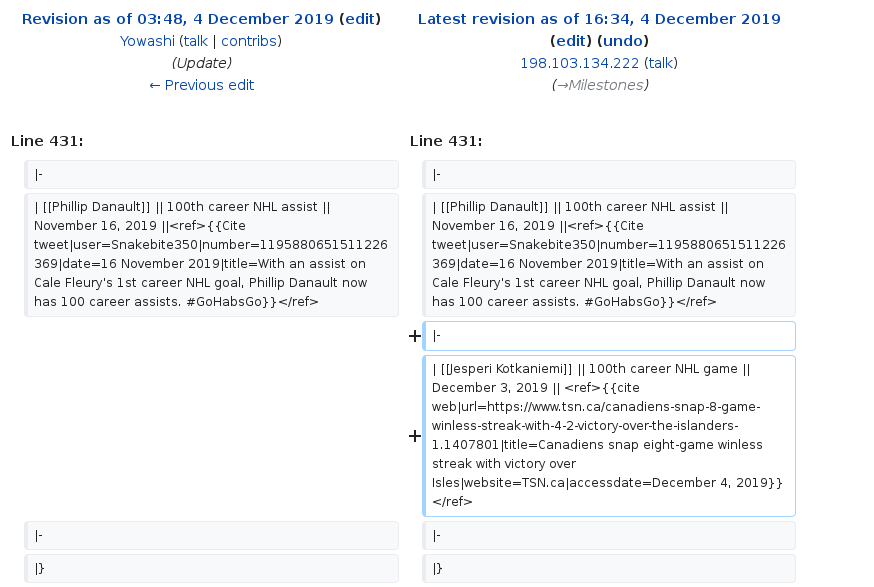 Revision as of 03:48, 4 December 2019 (edit)
Yowashi (talk | contribs)
(Update)
← Previous edit
Latest revision as of 16:34, 4 December 2019
(edit) (undo)
198.103.134.222 (talk)
(→Milestones)
Line 431:
|-
| [[Phillip Danault]] || 100th career NHL assist ||
November 16, 2019 ||<ref>{{Cite
tweet|user=Snakebite350|number=1195880651511226
369|date=16 November 2019|title=With an assist on
Cale Fleury's 1st career NHL goal, Phillip Danault now
has 100 career assists. #GoHabsGo}}</ref>
|-
|}
Line 431:
|-
| [[Phillip Danault]] || 100th career NHL assist ||
November 16, 2019 ||<ref>{{Cite
tweet|user=Snakebite350|number=1195880651511226
369|date=16 November 2019|title=With an assist on
Cale Fleury's 1st career NHL goal, Phillip Danault now
has 100 career assists. #GoHabsGo}}</ref>
+ |-
+ | [[Jesperi Kotkaniemi]] || 100th career NHL game ||
December 3, 2019 || <ref>{{cite
web|url=https://www.tsn.ca/canadiens-snap-8-game-
winless-streak-with-4-2-victory-over-the-islanders-
1.1407801|title=Canadiens snap eight-game winless
streak with victory over
Isles|website=TSN.ca|accessdate=December 4, 2019}}
</ref>
|-
|}